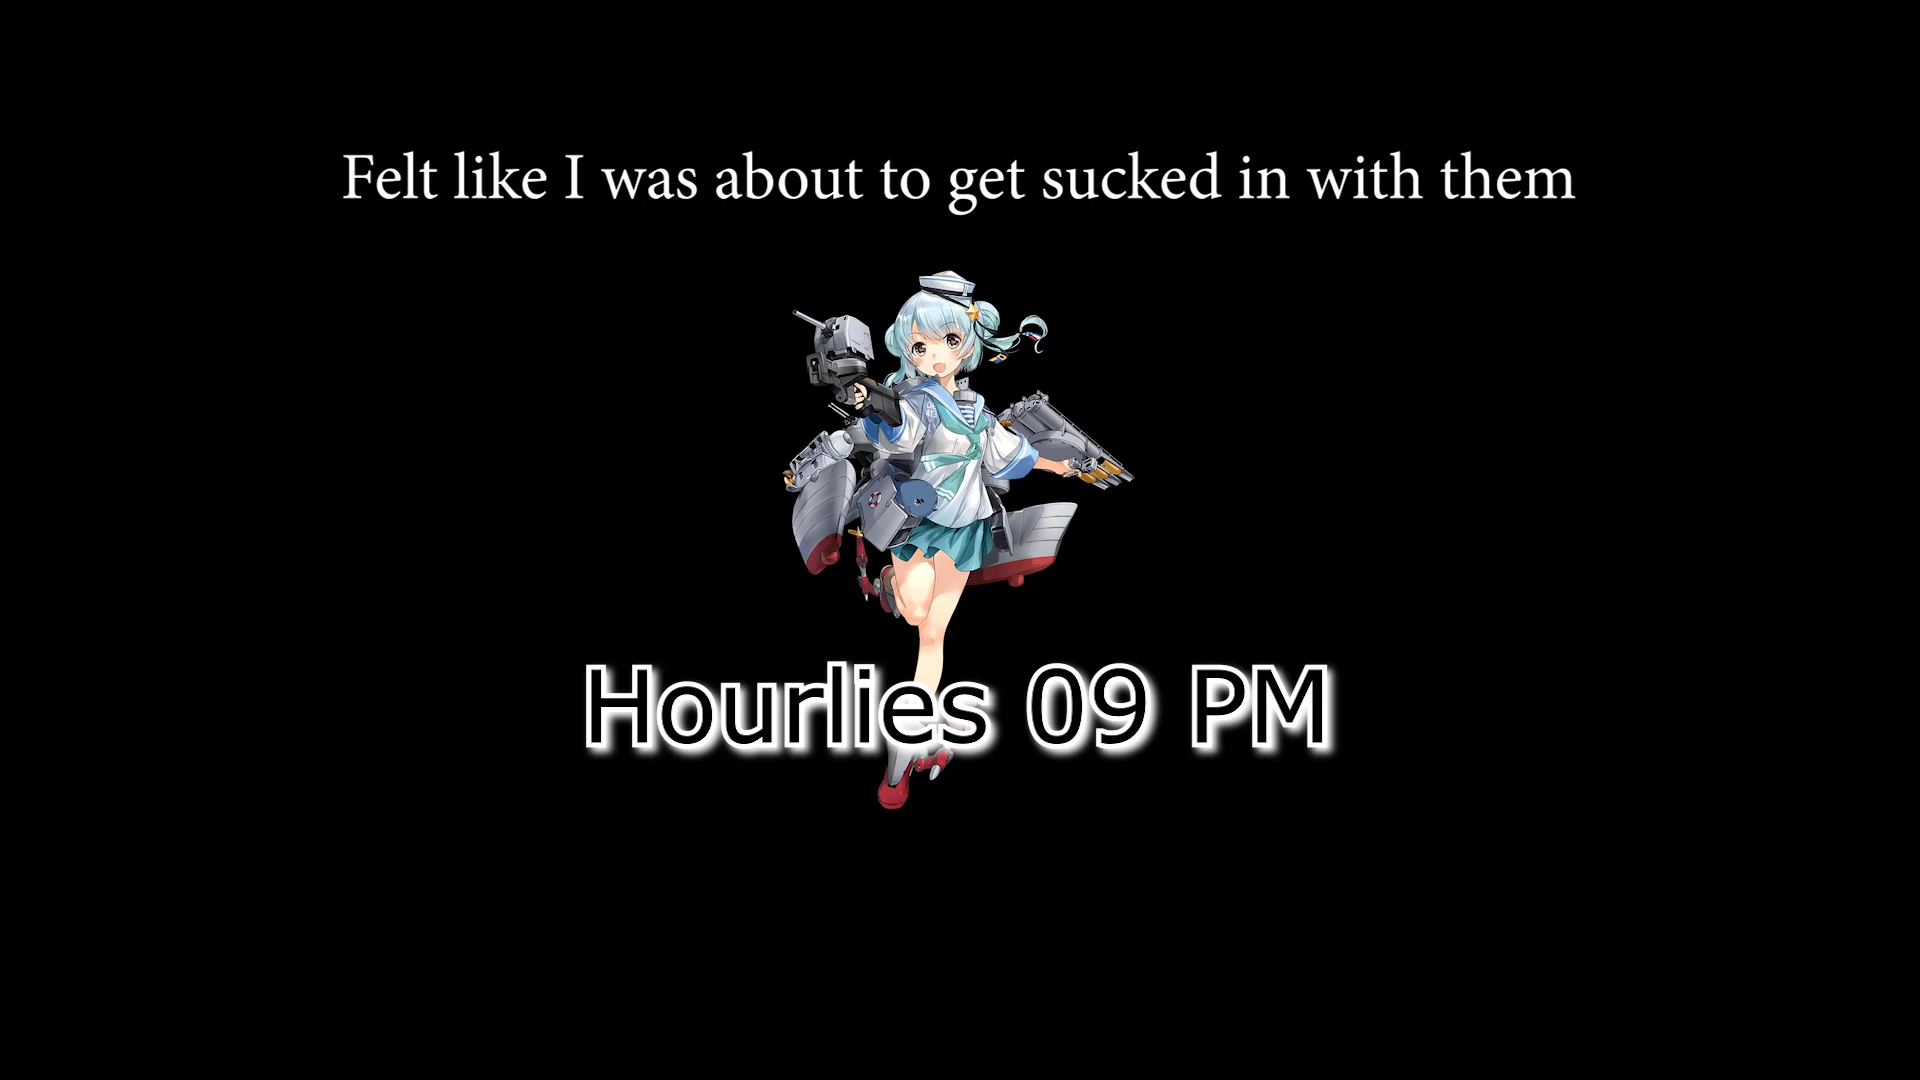 Felt like I was about to get sucked in with them
Hourlies 09 PM